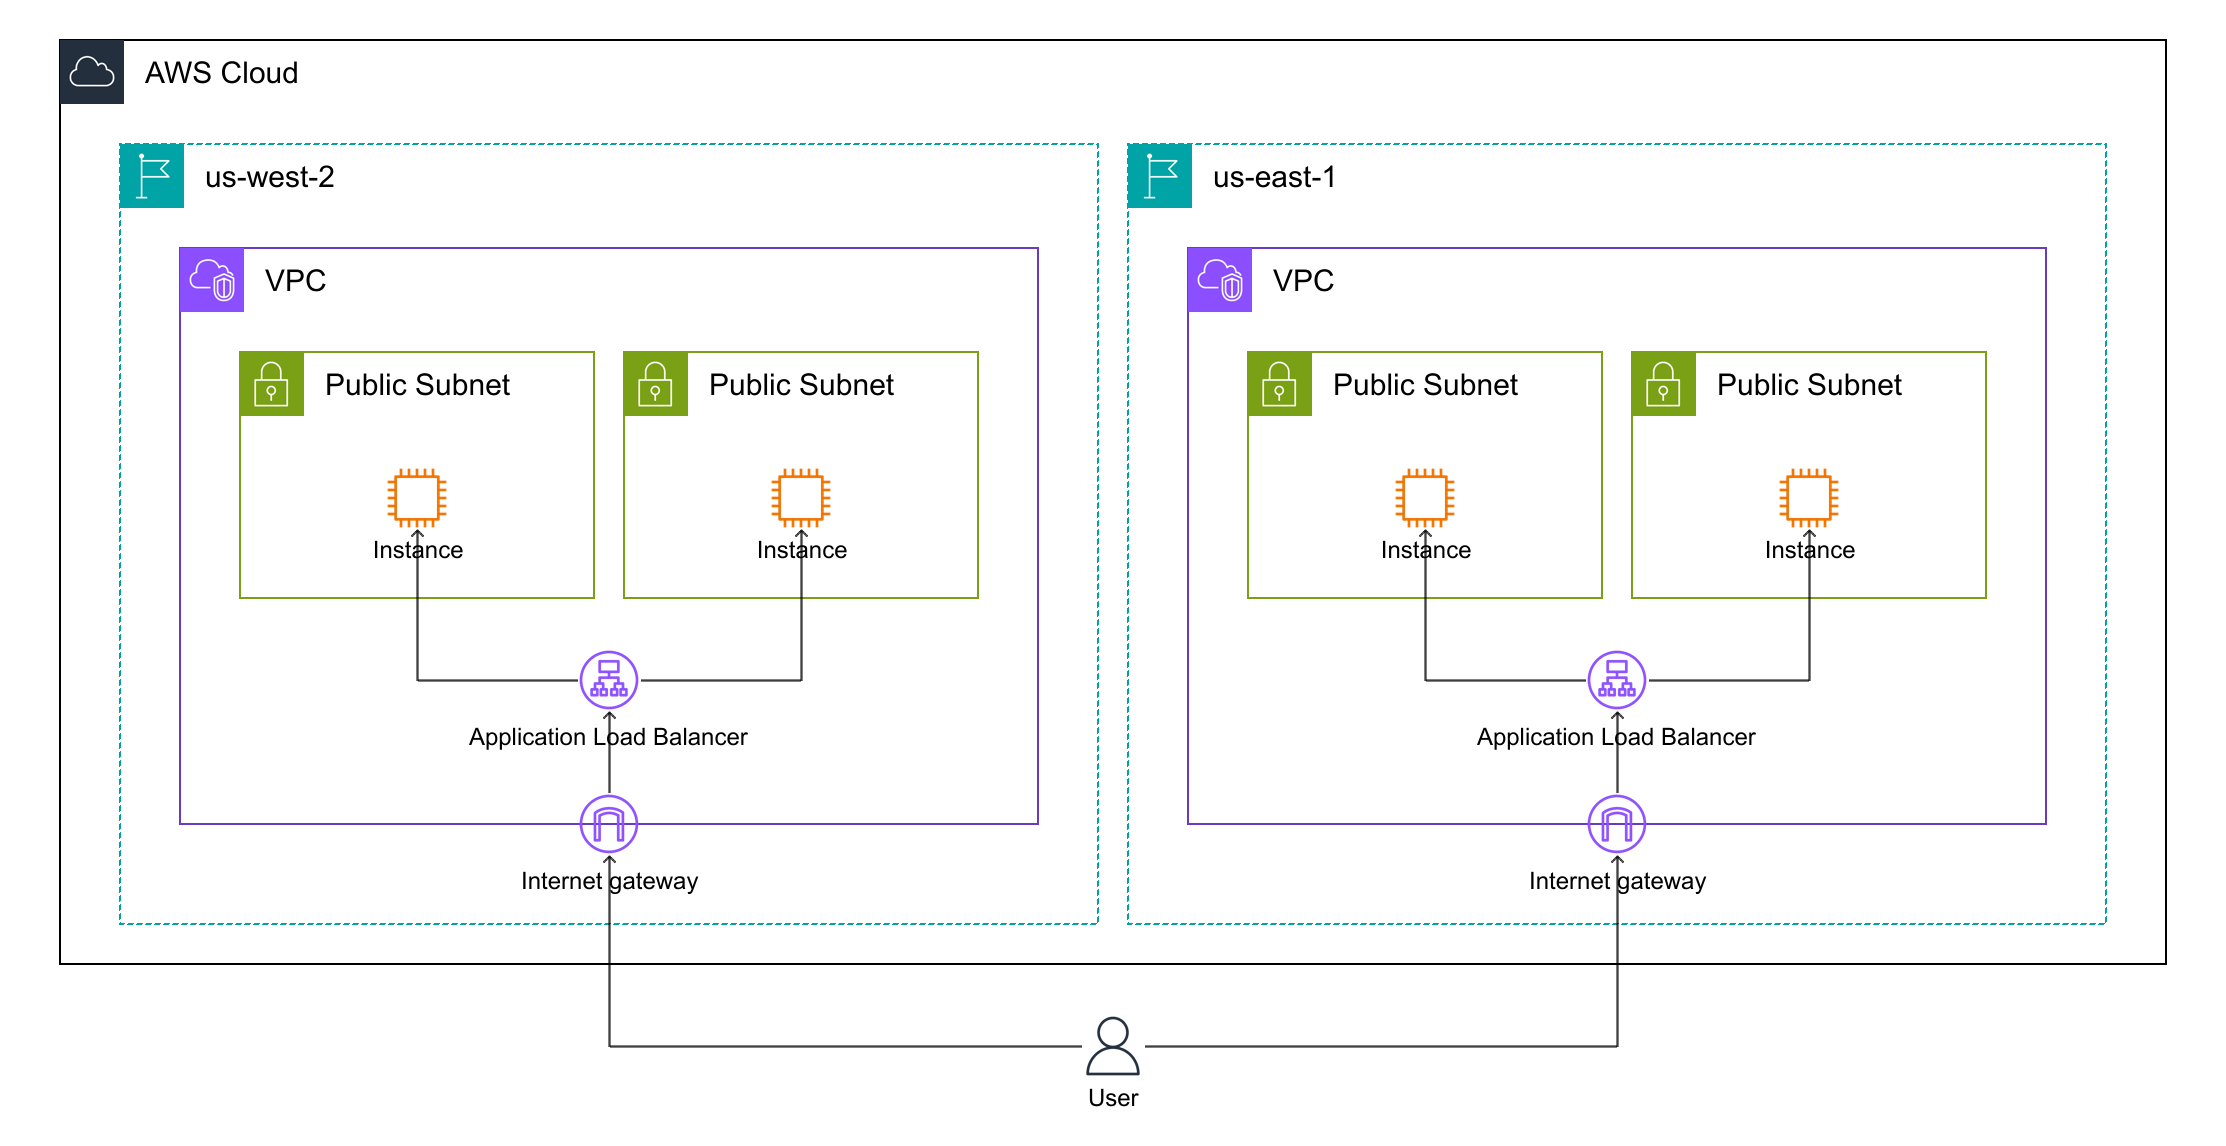 AWS Cloud
us-west-2
us-east-1
VPC
VPC
Public Subnet
Public Subnet
Public Subnet
Public Subnet
Instance
Instance
Instance
Instance
Application Load Balancer
Application Load Balancer
Internet gateway
Internet gateway
User